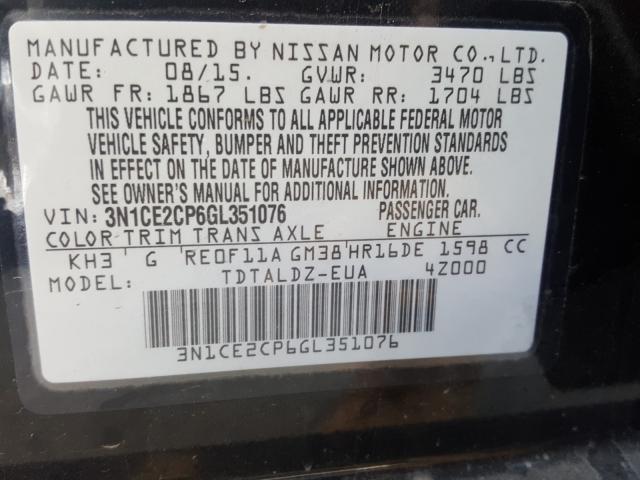 MANUFACTURED BY NISSAN MOTOR CO., LTD.
DATE: 08/15. GVWR: 3470 LBS
GAWR FR: 1867 LBS GAWR RR: 1704 LBS
THIS VEHICLE CONFORMS TO ALL APPLICABLE FEDERAL MOTOR
VEHICLE SAFETY, BUMPER AND THEFT PREVENTION STANDARDS
IN EFFECT ON THE DATE OF MANUFACTURE SHOWN ABOVE.
SEE OWNER'S MANUAL FOR ADDITIONAL INFORMATION.
VIN: 3N1CE2CP6GL351076 PASSENGER CAR.
COLOR TRIM TRANS AXLE ENGINE
KH3 G RE0F11A GM38 HR16DE 1598 CC
MODEL: TDTALDZ-EUA 4Z000
3N1CE2CP6GL351076